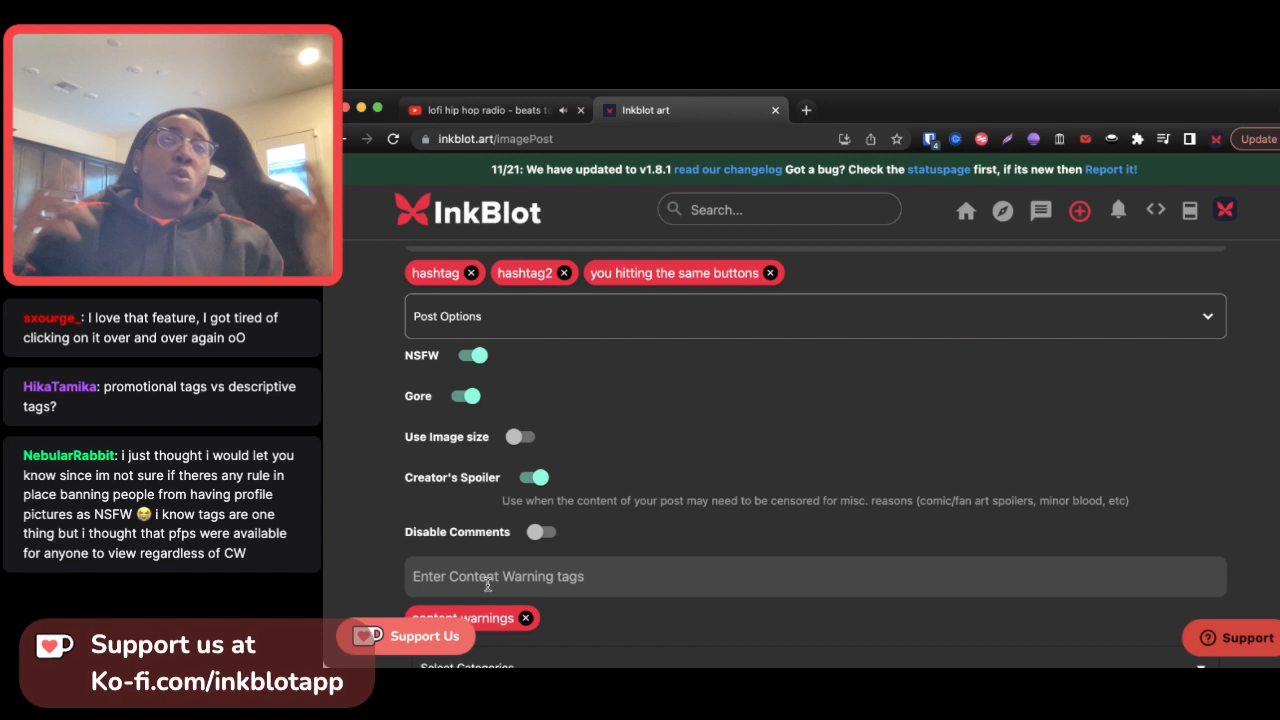 lofi hip hop radio - beats to
Inkblot art
inkblot.art/imagePost
4
Update
11/21: We have updated to v1.8.1 read our changelog Got a bug? Check the statuspage first, if its new then Report it!
InkBlot
Search...
hashtag
hashtag2
you hitting the same buttons
Post Options
NSFW
Gore
Use Image size
Creator's Spoiler
Use when the content of your post may need to be censored for misc. reasons (comic/fan art spoilers, minor blood, etc)
Disable Comments
Enter Content Warning tags
content warnings
Support Us
Support
Select Categories
sxourge_: I love that feature, I got tired of
clicking on it over and over again oO
HikaTamika: promotional tags vs descriptive
tags?
NebularRabbit: i just thought i would let you
know since im not sure if theres any rule in
place banning people from having profile
pictures as NSFW 😭 i know tags are one
thing but i thought that pfps were available
for anyone to view regardless of CW
Support us at
Ko-fi.com/inkblotapp